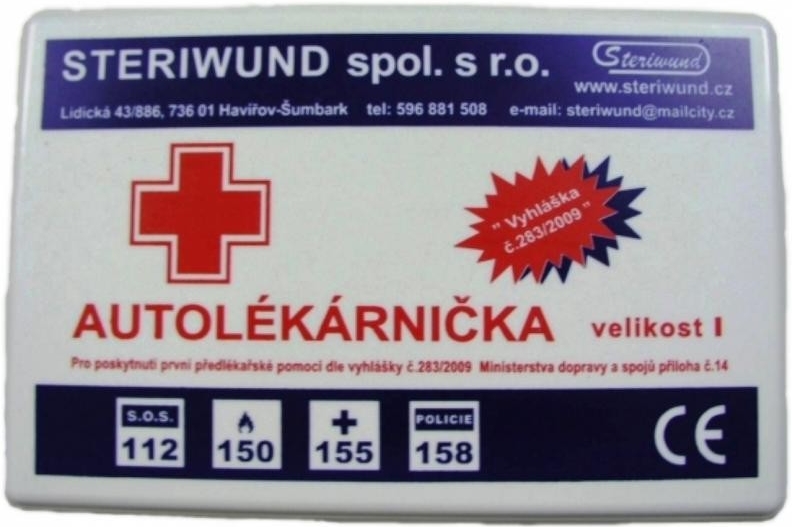 STERIWUND spol. s r.o.
Steriwund
www.steriwund.cz
Lidická 43/886, 736 01 Havířov-Šumbark tel: 596 881 508 e-mail: steriwund@mailcity.cz
" Vyhláška
č.283/2009 "
AUTOLÉKÁRNIČKA velikost I
Pro poskytnutí první předlékařské pomoci dle vyhlášky č.283/2009 Ministerstva dopravy a spojů příloha č.14
S.O.S.
112
150
155
POLICIE
158
CE